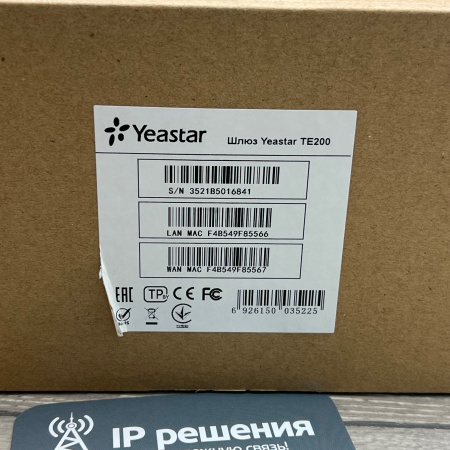 Yeastar
Шлюз Yeastar TE200
S/N 3521B5016841
LAN MAC F4B549F85566
WAN MAC F4B549F85567
EAC TP CE FC
6 926150 035225
IP решения